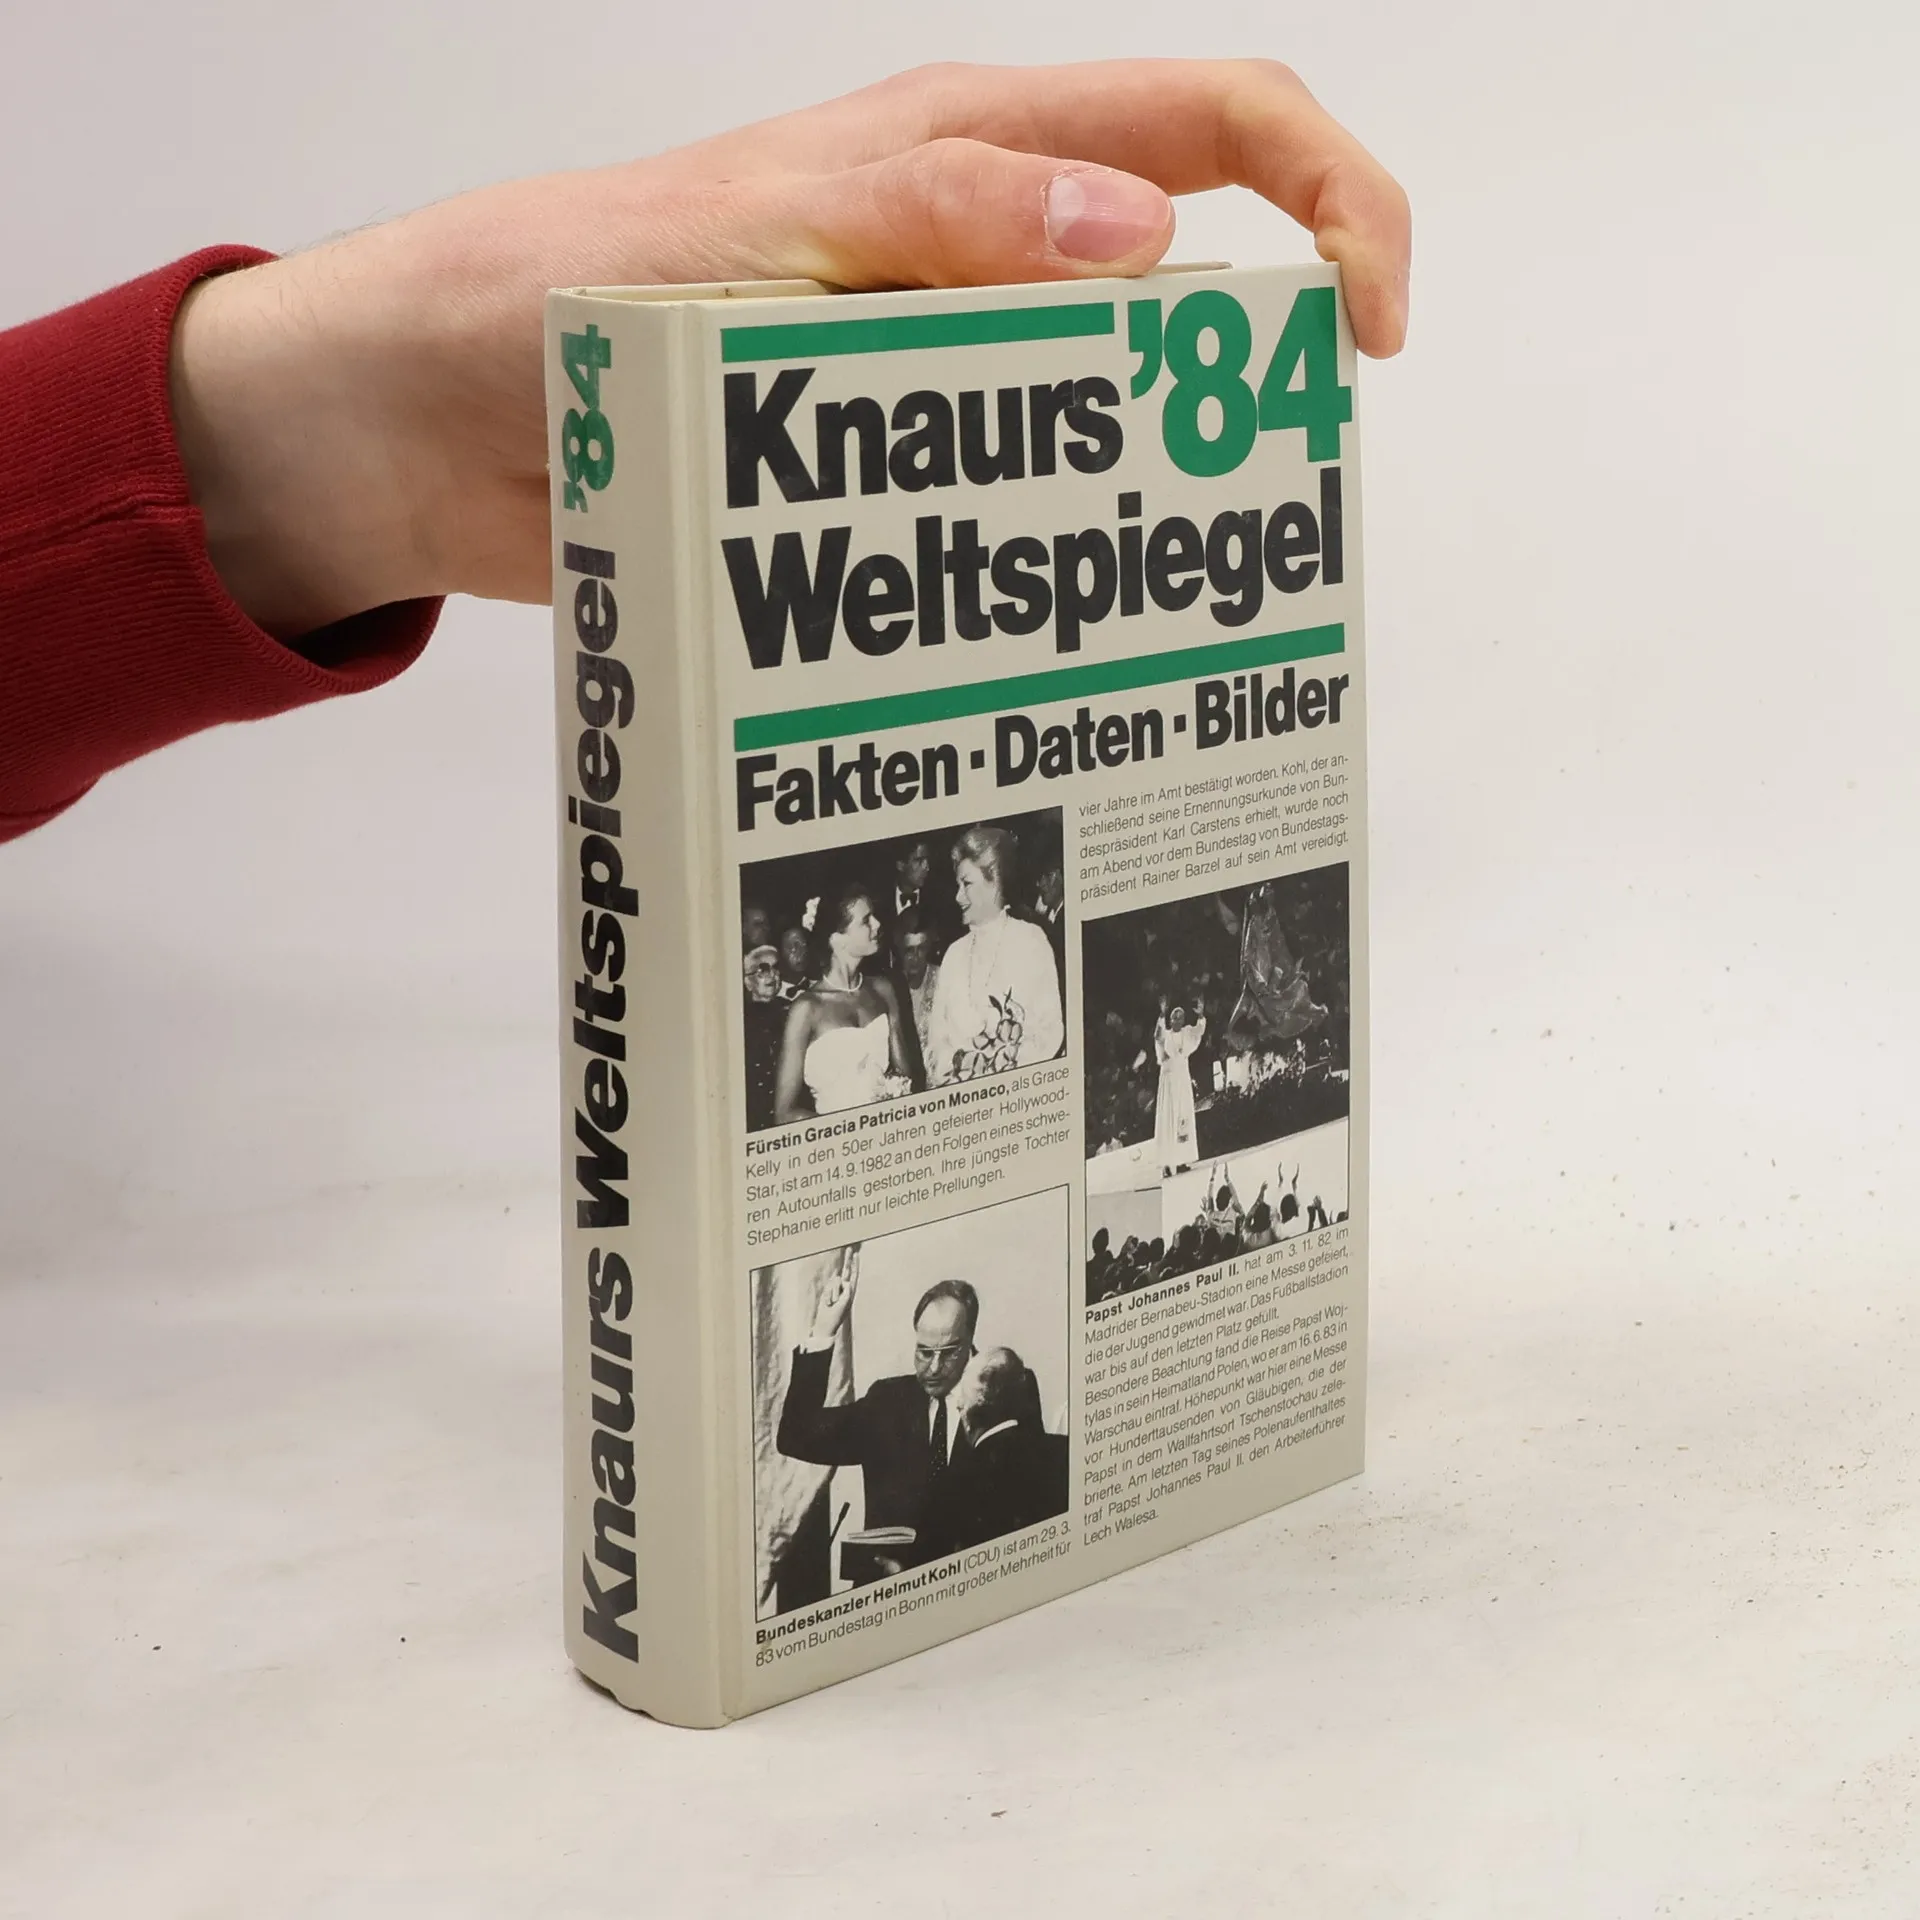 Knaurs Weltspiegel '84
Knaurs '84
Weltspiegel
Fakten · Daten · Bilder
Fürstin Gracia Patricia von Monaco, als Grace
Kelly in den 50er Jahren gefeierter Hollywood-
Star, ist am 14.9.1982 an den Folgen eines schwe-
ren Autounfalls gestorben. Ihre jüngste Tochter
Stephanie erlitt nur leichte Prellungen.
Bundeskanzler Helmut Kohl (CDU) ist am 29.3.
83 vom Bundestag in Bonn mit großer Mehrheit für
vier Jahre im Amt bestätigt worden. Kohl, der an-
schließend seine Ernennungsurkunde von Bun-
despräsident Karl Carstens erhielt, wurde noch
am Abend vor dem Bundestag von Bundestags-
präsident Rainer Barzel auf sein Amt vereidigt.
Papst Johannes Paul II. hat am 3. 11. 82 im
Madrider Bernabeu-Stadion eine Messe gefeiert,
die der Jugend gewidmet war. Das Fußballstadion
war bis auf den letzten Platz gefüllt.
Besondere Beachtung fand die Reise Papst Woj-
tylas in sein Heimatland Polen, wo er am 16.6.83 in
Warschau eintraf. Höhepunkt war hier eine Messe
vor Hunderttausenden von Gläubigen, die der
Papst in dem Wallfahrtsort Tschenstochau zele-
brierte. Am letzten Tag seines Polenaufenthaltes
traf Papst Johannes Paul II. den Arbeiterführer
Lech Walesa.